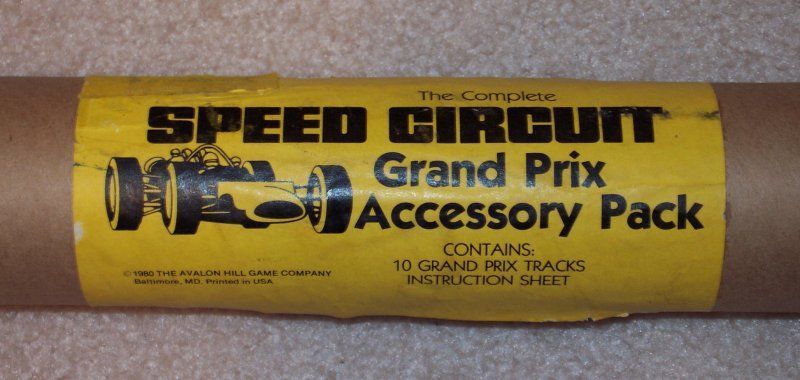 The Complete
SPEED CIRCUIT
Grand Prix
Accessory Pack
CONTAINS:
10 GRAND PRIX TRACKS
INSTRUCTION SHEET
©1980 THE AVALON HILL GAME COMPANY
Baltimore, MD. Printed in USA